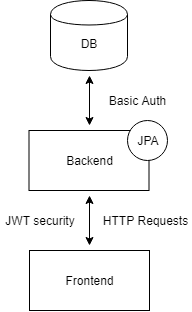 DB
Basic Auth
JPA
Backend
JWT security
HTTP Requests
Frontend